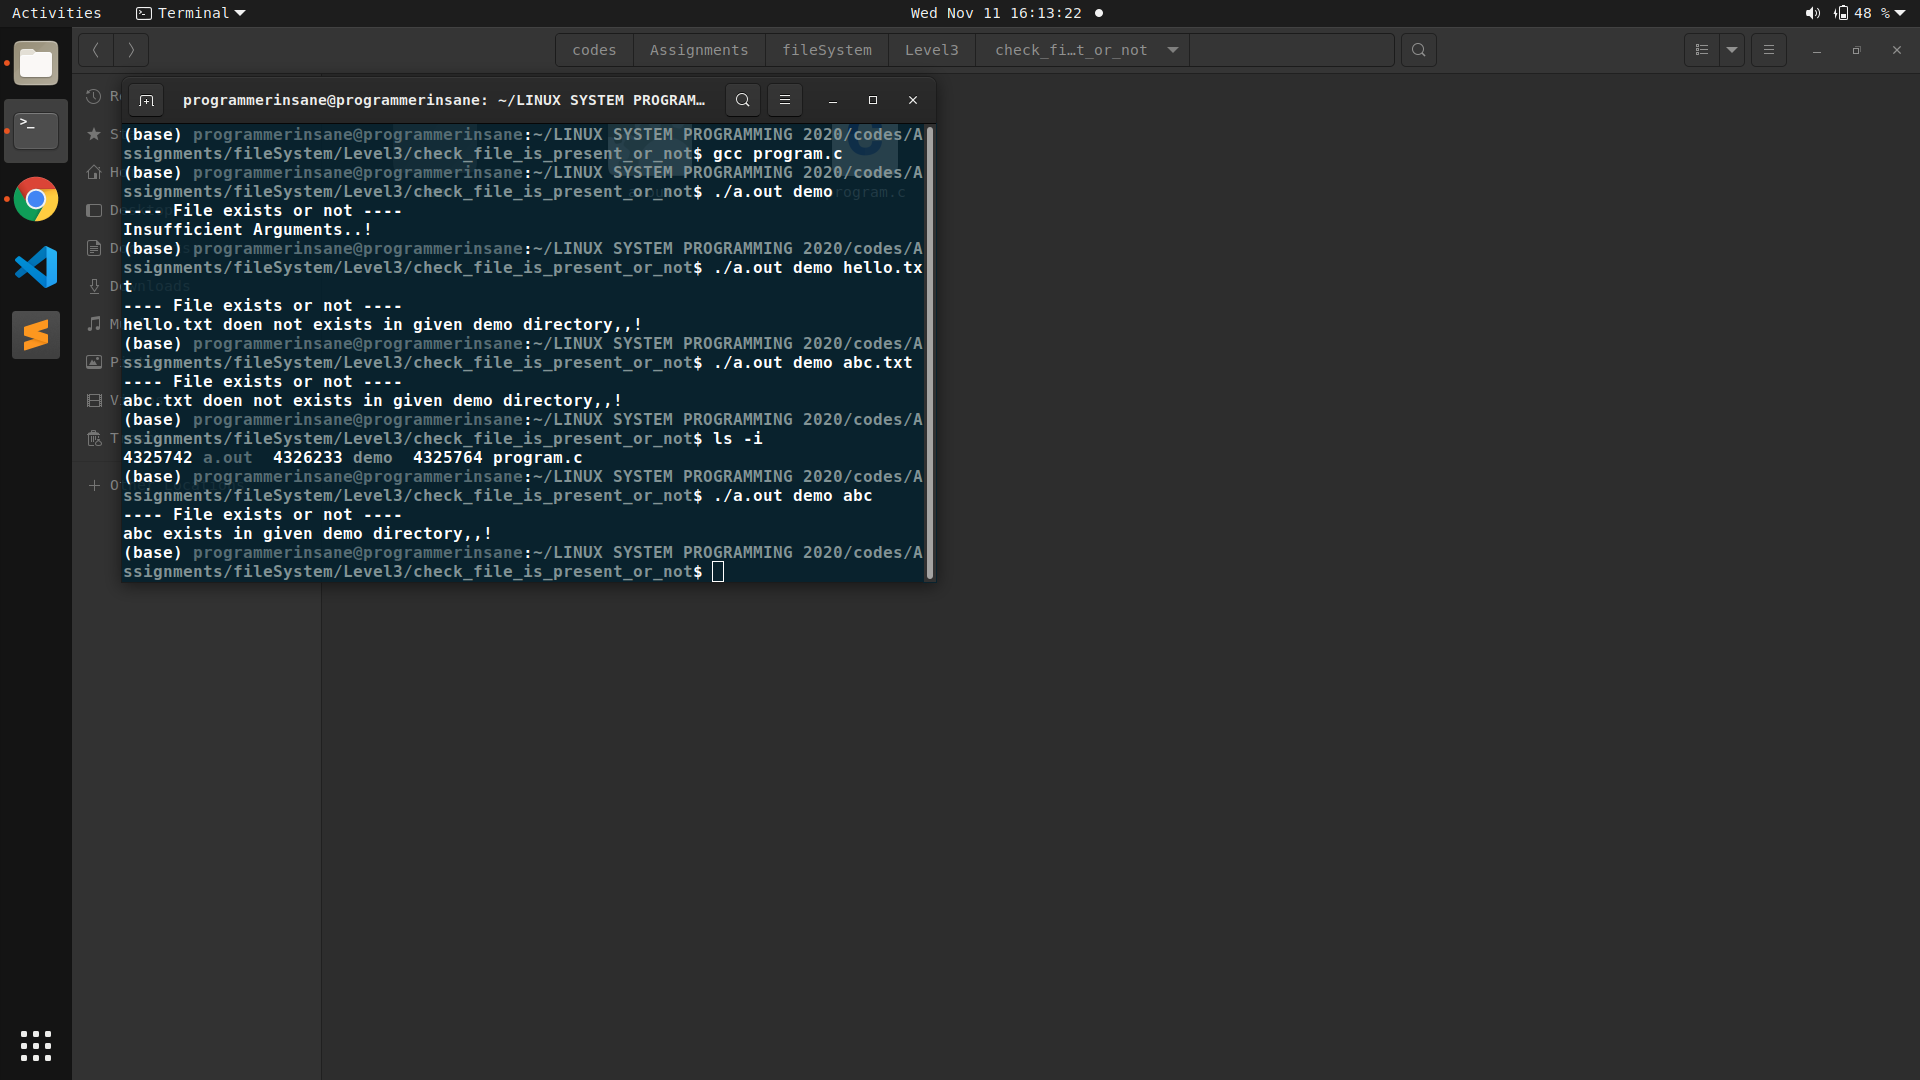 Activities Terminal Wed Nov 11 16:13:22 48 %
codes Assignments fileSystem Level3 check_fi…t_or_not
programmerinsane@programmerinsane: ~/LINUX SYSTEM PROGRAM…
(base) programmerinsane@programmerinsane:~/LINUX SYSTEM PROGRAMMING 2020/codes/A
ssignments/fileSystem/Level3/check_file_is_present_or_not$ gcc program.c
(base) programmerinsane@programmerinsane:~/LINUX SYSTEM PROGRAMMING 2020/codes/A
ssignments/fileSystem/Level3/check_file_is_present_or_not$ ./a.out demo
---- File exists or not ----
Insufficient Arguments..!
(base) programmerinsane@programmerinsane:~/LINUX SYSTEM PROGRAMMING 2020/codes/A
ssignments/fileSystem/Level3/check_file_is_present_or_not$ ./a.out demo hello.tx
t
---- File exists or not ----
hello.txt doen not exists in given demo directory,,!
(base) programmerinsane@programmerinsane:~/LINUX SYSTEM PROGRAMMING 2020/codes/A
ssignments/fileSystem/Level3/check_file_is_present_or_not$ ./a.out demo abc.txt
---- File exists or not ----
abc.txt doen not exists in given demo directory,,!
(base) programmerinsane@programmerinsane:~/LINUX SYSTEM PROGRAMMING 2020/codes/A
ssignments/fileSystem/Level3/check_file_is_present_or_not$ ls -i
4325742 a.out  4326233 demo  4325764 program.c
(base) programmerinsane@programmerinsane:~/LINUX SYSTEM PROGRAMMING 2020/codes/A
ssignments/fileSystem/Level3/check_file_is_present_or_not$ ./a.out demo abc
---- File exists or not ----
abc exists in given demo directory,,!
(base) programmerinsane@programmerinsane:~/LINUX SYSTEM PROGRAMMING 2020/codes/A
ssignments/fileSystem/Level3/check_file_is_present_or_not$